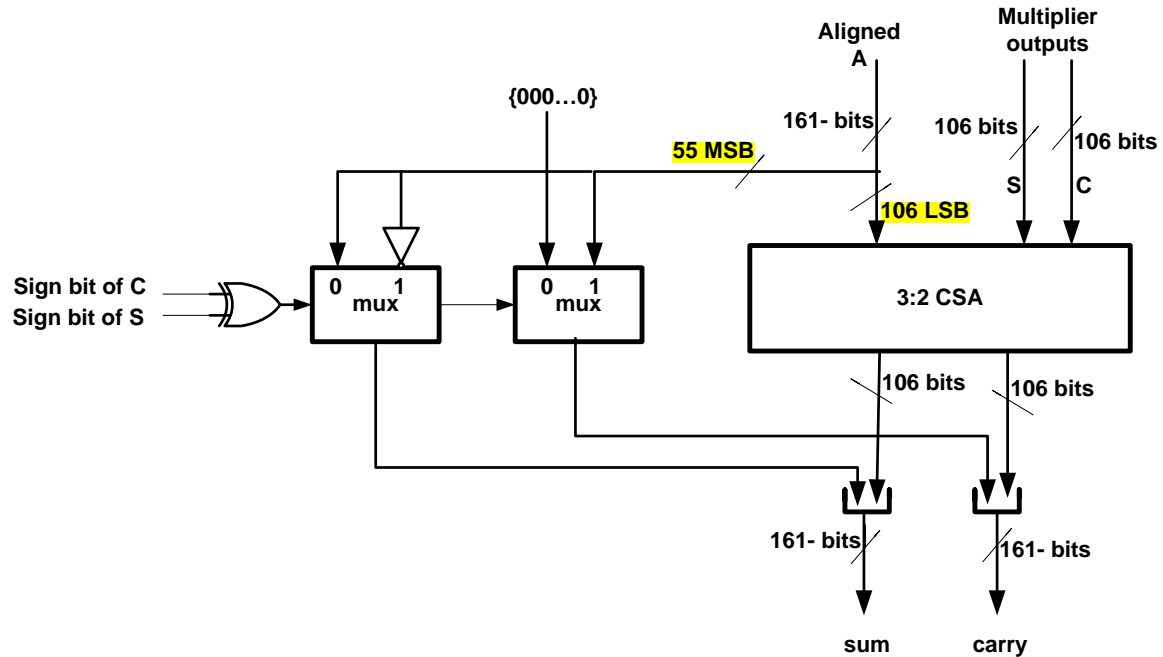 Aligned
A
Multiplier
outputs
{000…0}
161- bits
106 bits
106 bits
55 MSB
S
C
106 LSB
Sign bit of C
Sign bit of S
0
1
mux
0
1
mux
3:2 CSA
106 bits
106 bits
161- bits
161- bits
sum
carry